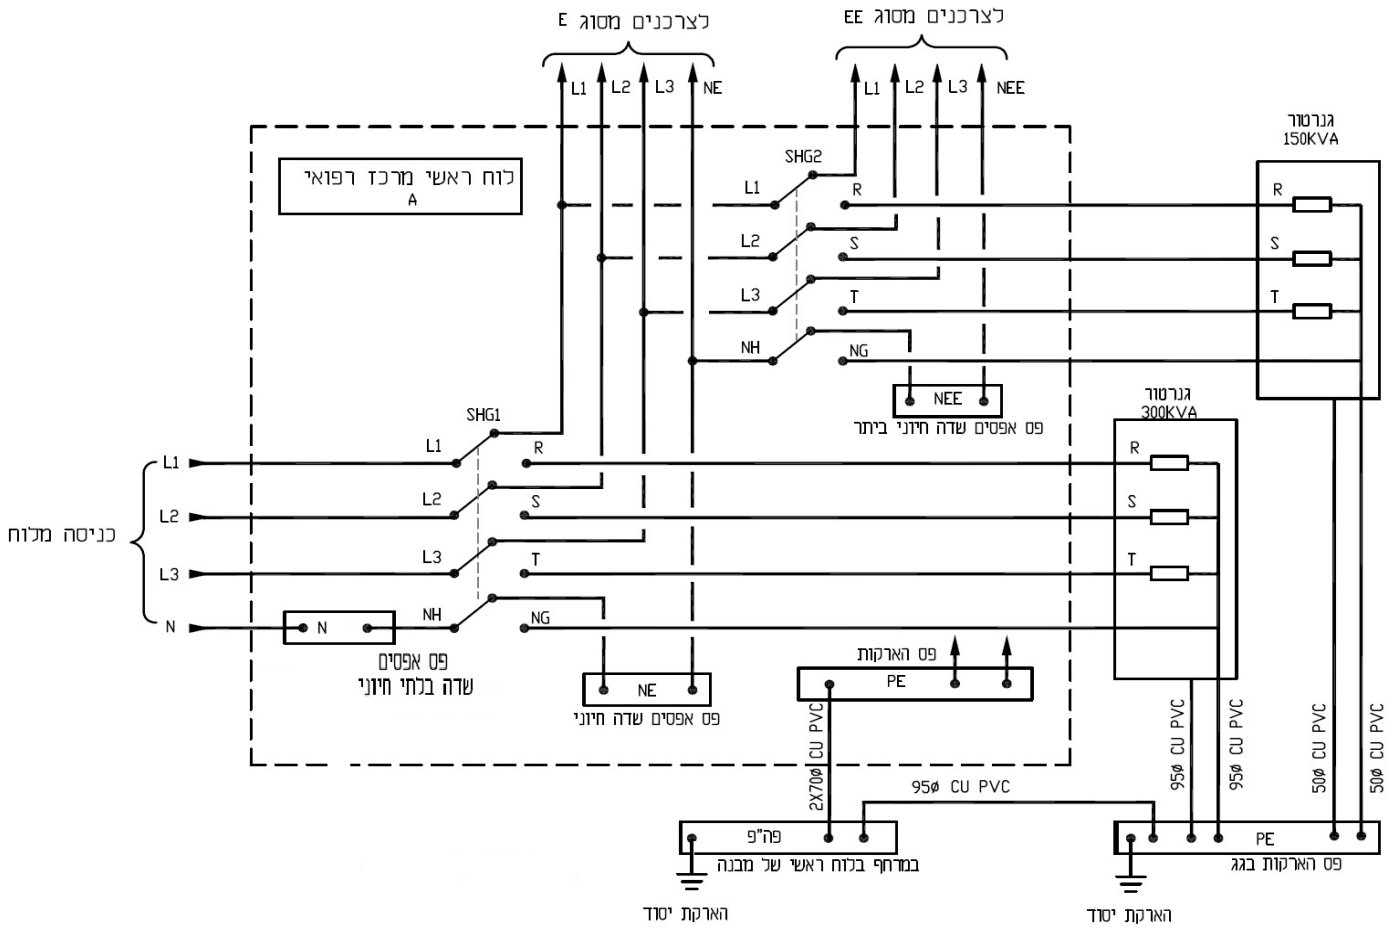 לצרכנים מסוג E
לצרכנים מסוג EE
L1
L2
L3
NE
L1
L2
L3
NEE
גנרטור
150KVA
לוח ראשי מרכז רפואי
A
SHG2
L1
R
R
L2
S
S
L3
T
T
NH
NG
NEE
פס אפסים שדה חיוני ביתר
גנרטור
300KVA
SHG1
L1
L1
R
R
כניסה מלוח
L2
L2
S
S
L3
L3
T
T
N
N
NH
NG
פס אפסים
שדה בלתי חיוני
NE
פס אפסים שדה חיוני
פס הארקות
PE
2X70ø CU PVC
95ø CU PVC
95ø CU PVC
95ø CU PVC
50ø CU PVC
50ø CU PVC
פה"פ
במרתף בלוח ראשי של מבנה
הארקת יסוד
PE
פס הארקות בגג
הארקת יסוד